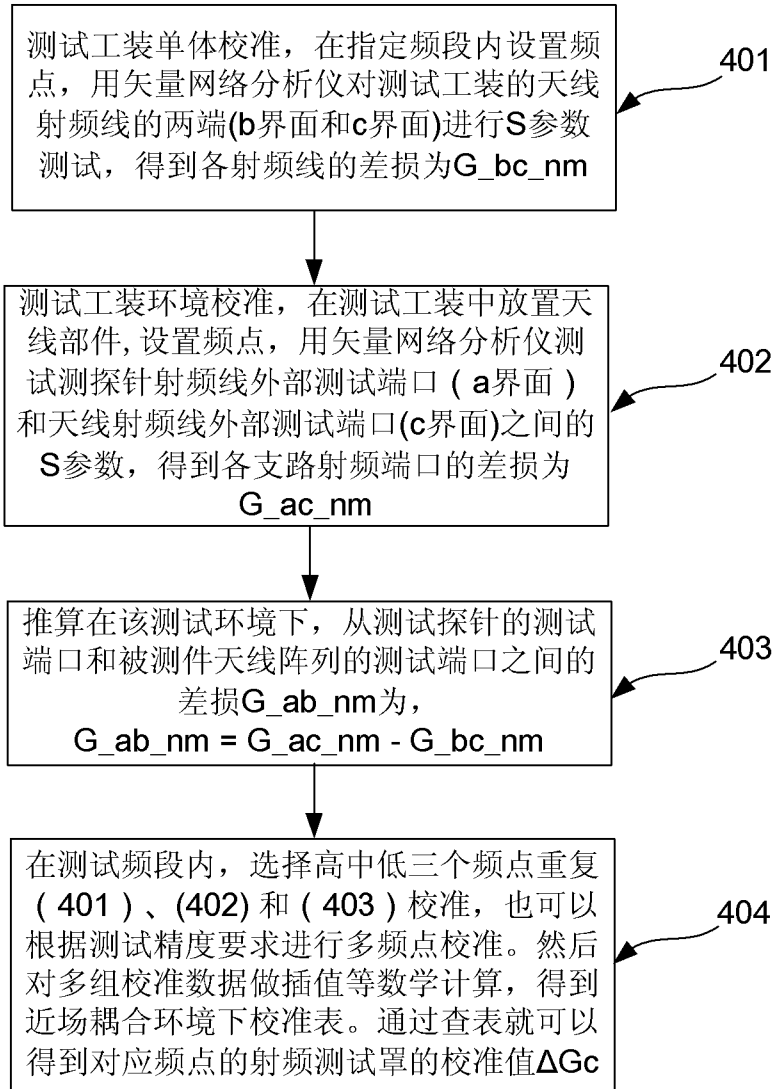 测试工装单体校准，在指定频段内设置频
点，用矢量网络分析仪对测试工装的天线
射频线的两端(b界面和c界面)进行S参数
测试，得到各射频线的差损为G_bc_nm
401
测试工装环境校准，在测试工装中放置天
线部件,设置频点，用矢量网络分析仪测
试测探针射频线外部测试端口（a界面）
和天线射频线外部测试端口(c界面)之间的
S参数，得到各支路射频端口的差损为
G_ac_nm
402
推算在该测试环境下，从测试探针的测试
端口和被测件天线阵列的测试端口之间的
差损G_ab_nm为，
G_ab_nm = G_ac_nm - G_bc_nm
403
在测试频段内，选择高中低三个频点重复
（401）、(402) 和（403）校准，也可以
根据测试精度要求进行多频点校准。然后
对多组校准数据做插值等数学计算，得到
近场耦合环境下校准表。通过查表就可以
得到对应频点的射频测试罩的校准值ΔGc
404